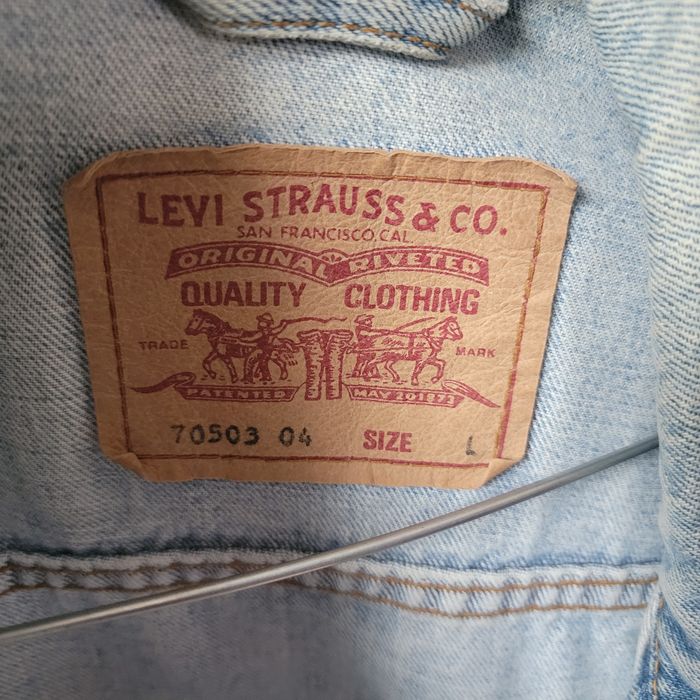 LEVI STRAUSS & CO.
SAN FRANCISCO, CAL.
ORIGINAL RIVETED
QUALITY CLOTHING
TRADE MARK
PATENTED MAY 20 1873
70503 04 SIZE L